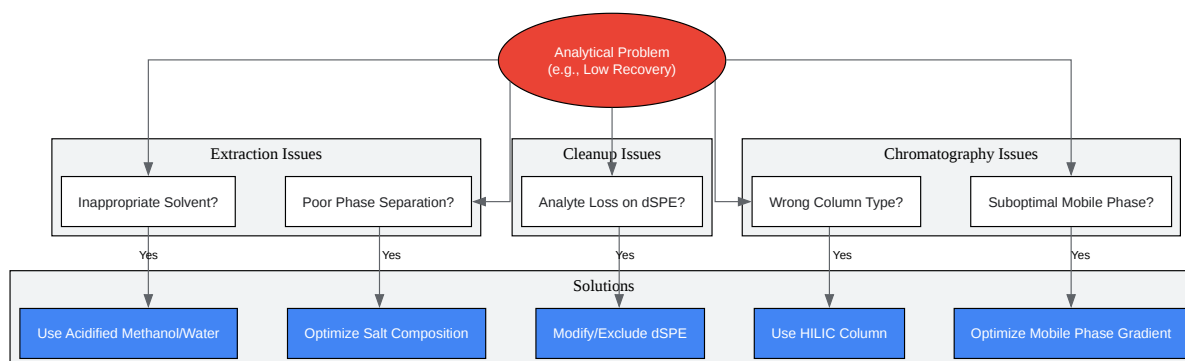 Analytical Problem
(e.g., Low Recovery)
Extraction Issues
Cleanup Issues
Chromatography Issues
Inappropriate Solvent?
Poor Phase Separation?
Analyte Loss on dSPE?
Wrong Column Type?
Suboptimal Mobile Phase?
Yes
Yes
Yes
Yes
Yes
Solutions
Use Acidified Methanol/Water
Optimize Salt Composition
Modify/Exclude dSPE
Use HILIC Column
Optimize Mobile Phase Gradient